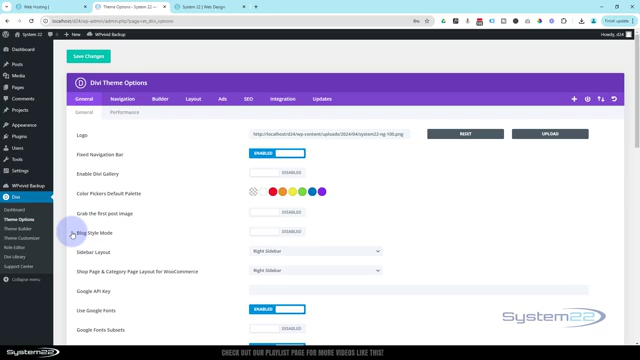 Web Hosting |
Theme Options ‹ System 22 —
System 22 | Web Design
localhost/d24/wp-admin/admin.php?page=et_divi_options
Finish update
System 22
0
New
WPvivid Backup
Howdy, d24
Dashboard
Posts
Media
Pages
Comments
Projects
Appearance
Plugins
Users
Tools
Settings
WPvivid Backup
Divi
Dashboard
Theme Options
Theme Builder
Theme Customizer
Role Editor
Divi Library
Support Center
Collapse menu
Save Changes
D Divi Theme Options
General Navigation Builder Layout Ads SEO Integration Updates
General Performance
Logo
http://localhost/d24/wp-content/uploads/2024/04/system22-ng-100.png
RESET
UPLOAD
Fixed Navigation Bar
ENABLED
Enable Divi Gallery
DISABLED
Color Pickers Default Palette
Grab the first post image
DISABLED
Blog Style Mode
DISABLED
Sidebar Layout
Right Sidebar
Shop Page & Category Page Layout for WooCommerce
Right Sidebar
Google API Key
Use Google Fonts
ENABLED
Google Fonts Subsets
DISABLED
System22
System22
CHECK OUT OUR PLAYLIST PAGE FOR MORE VIDEOS LIKE THIS!